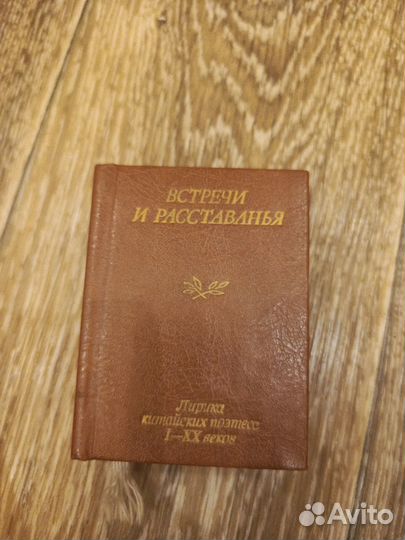 ВСТРЕЧИ
И РАССТАВАНЬЯ
Лирика
китайских поэтесс
I—XX веков
Avito